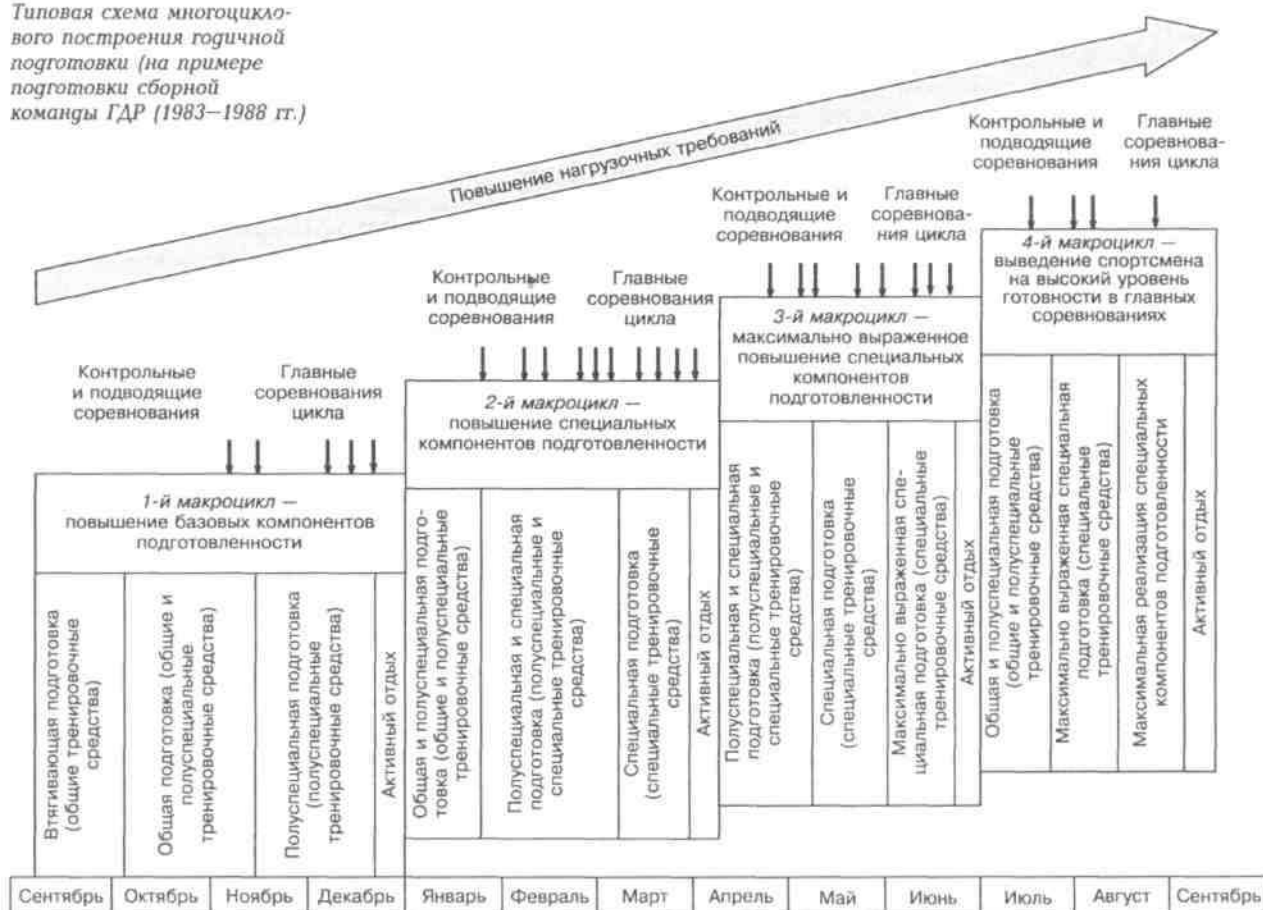 Типовая схема многоцикло-
вого построения годичной
подготовки (на примере
подготовки сборной
команды ГДР (1983—1988 гг.)
Повышение нагрузочных требований
Контрольные
и подводящие
соревнования
Главные
соревнования
цикла
1-й макроцикл —
повышение базовых компонентов
подготовленности
Втягивающая подготовка
(общие тренировочные
средства)
Общая подготовка (общие и
полуспециальные
тренировочные средства)
Полуспециальная подготовка
(полуспециальные
тренировочные средства)
Активный отдых
Контрольные
и подводящие
соревнования
Главные
соревнования
цикла
2-й макроцикл —
повышение специальных
компонентов подготовленности
Общая и полуспециальная подго-
товка (общие и полуспециальные
тренировочные средства)
Полуспециальная и специальная
подготовка (полуспециальные и
специальные тренировочные
средства)
Специальная подготовка
(специальные тренировочные
средства)
Активный отдых
Контрольные и
подводящие
соревнования
Главные
соревнова-
ния цикла
3-й макроцикл —
максимально выраженное
повышение специальных
компонентов
подготовленности
Полуспециальная и специальная
подготовка (полуспециальные и
специальные тренировочные
средства)
Специальная подготовка
(специальные тренировочные
средства)
Максимально выраженная спе-
циальная подготовка (специальные
тренировочные средства)
Активный отдых
Контрольные и
подводящие
соревнования
Главные
соревнова-
ния цикла
4-й макроцикл —
выведение спортсмена
на высокий уровень
готовности в главных
соревнованиях
Общая и полуспециальная подготовка
(общие и полуспециальные
тренировочные средства)
Максимально выраженная специальная
подготовка (специальные
тренировочные средства)
Максимальная реализация специальных
компонентов подготовленности
Активный отдых
Сентябрь Октябрь Ноябрь Декабрь Январь Февраль Март Апрель Май Июнь Июль Август Сентябрь